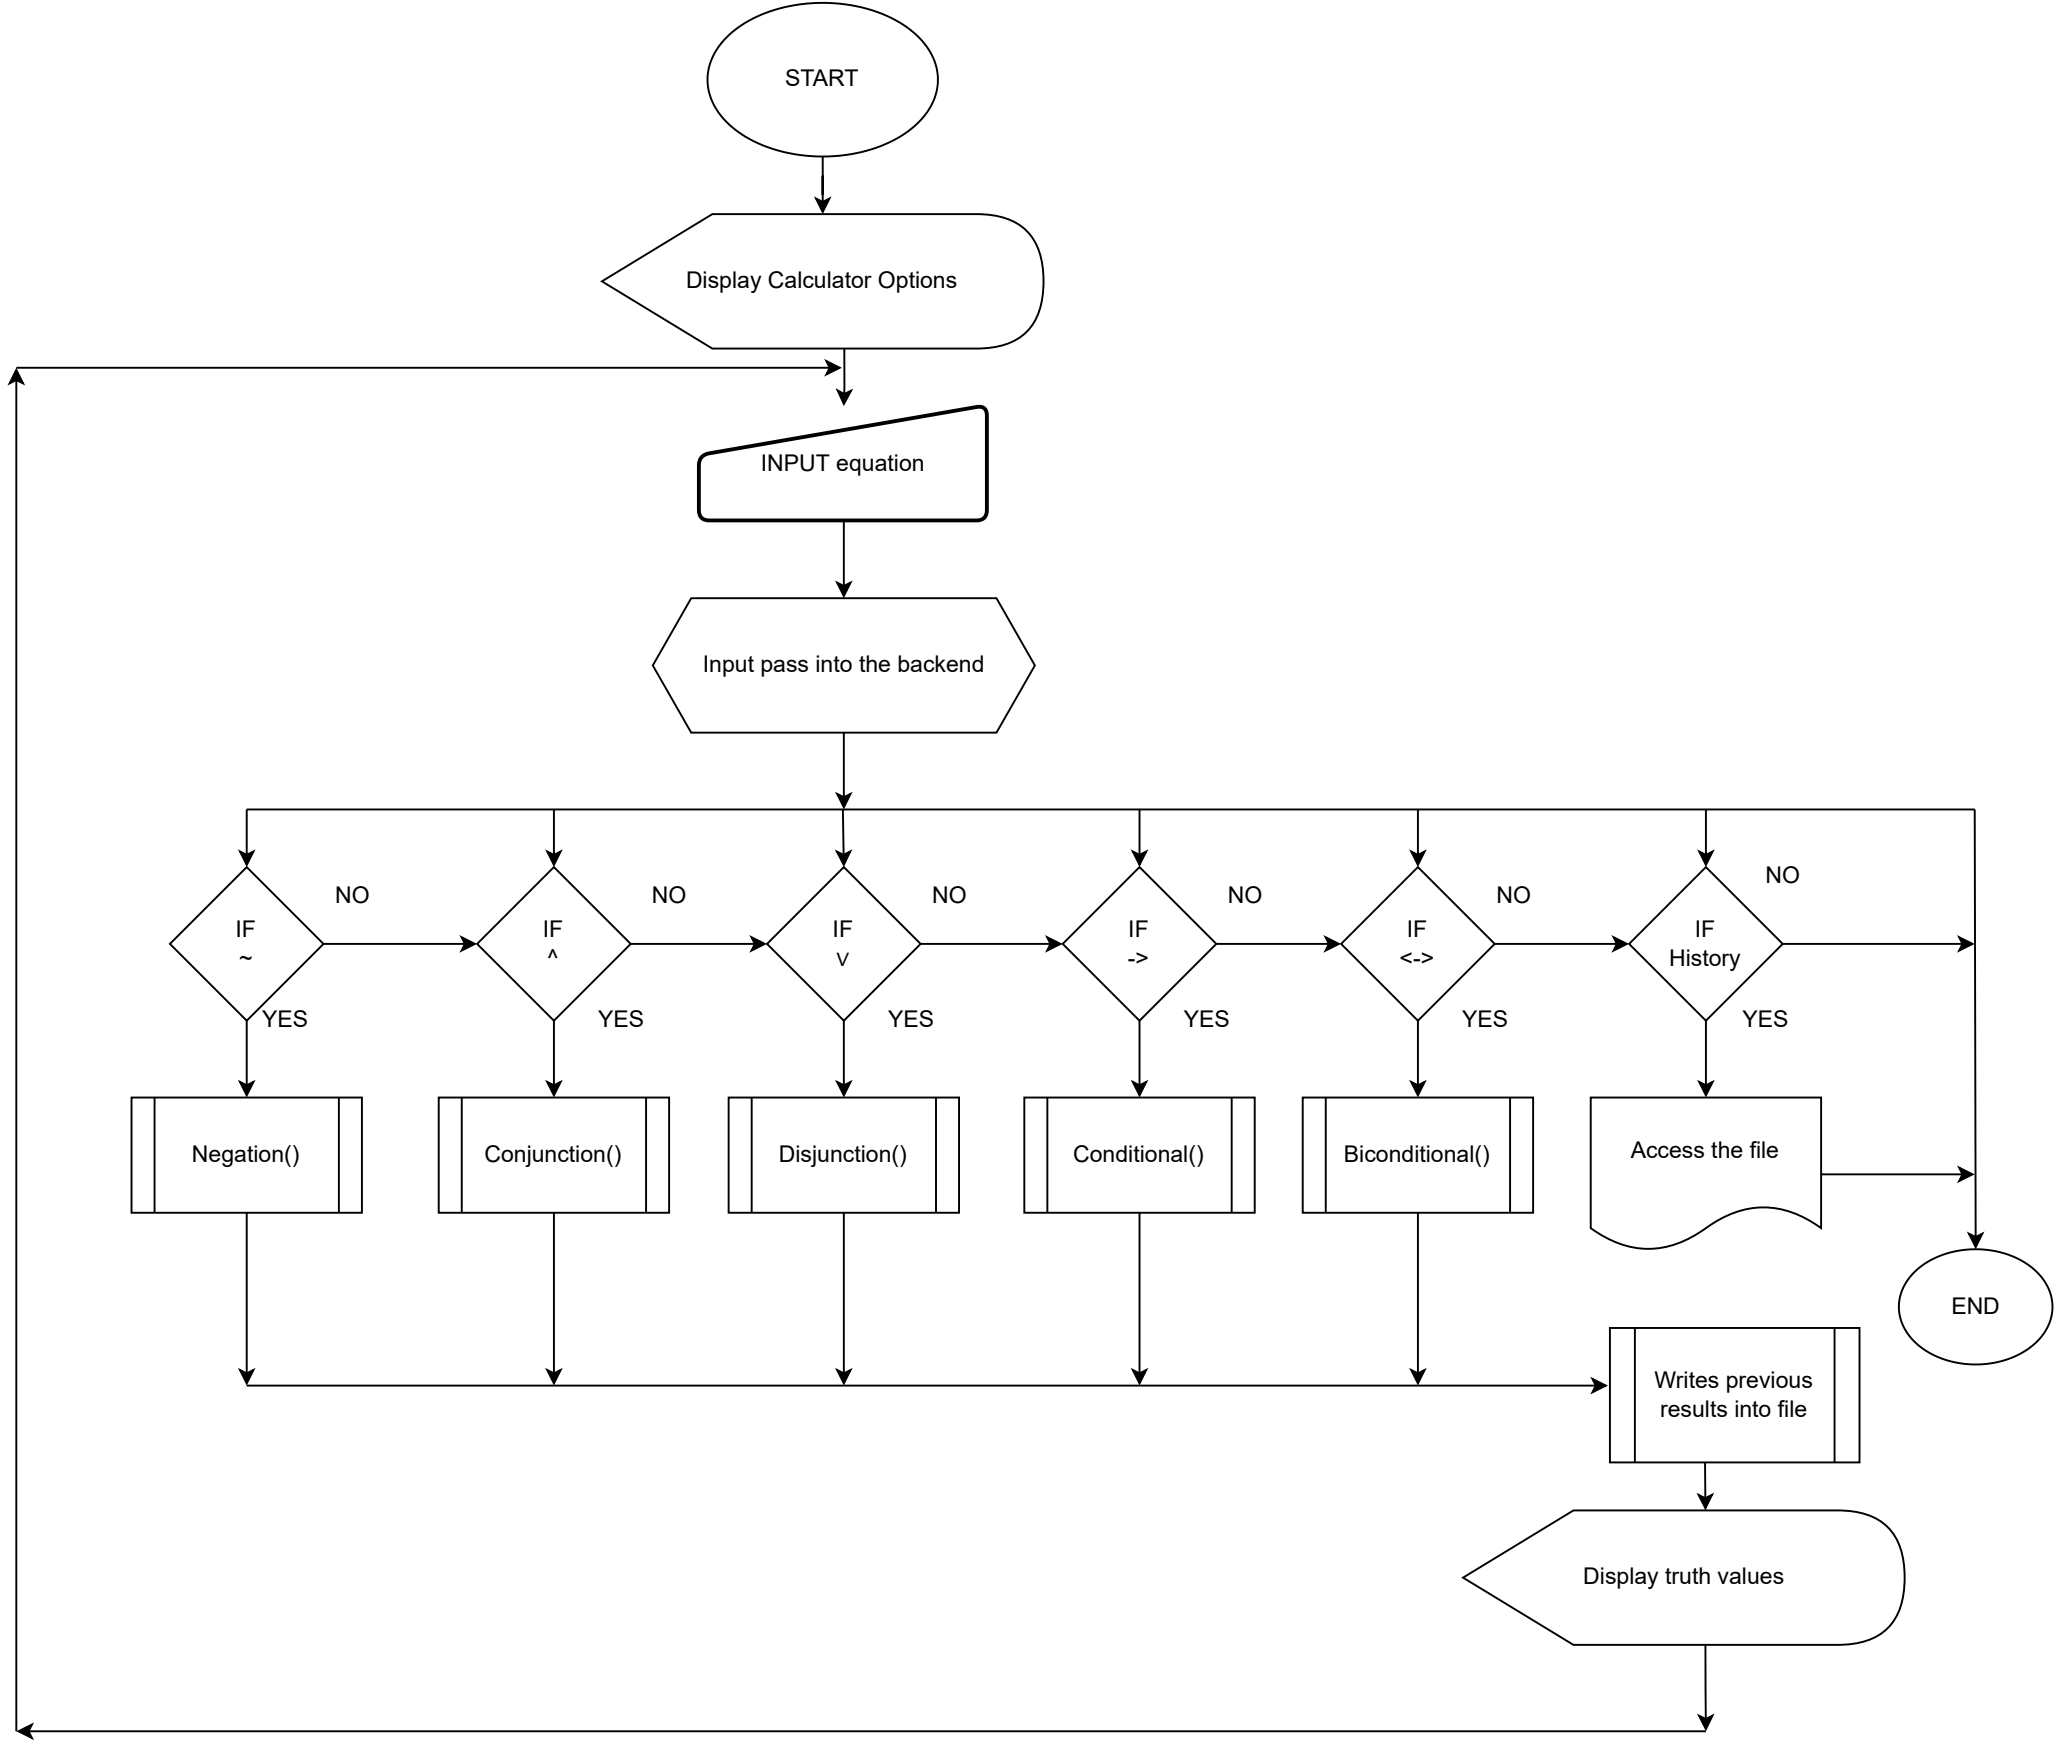 START
Display Calculator Options
INPUT equation
Input pass into the backend
NO
NO
NO
NO
NO
NO
IF
~
IF
^
IF
∨
IF
->
IF
<->
IF
History
YES
YES
YES
YES
YES
YES
Negation()
Conjunction()
Disjunction()
Conditional()
Biconditional()
Access the file
END
Writes previous
results into file
Display truth values